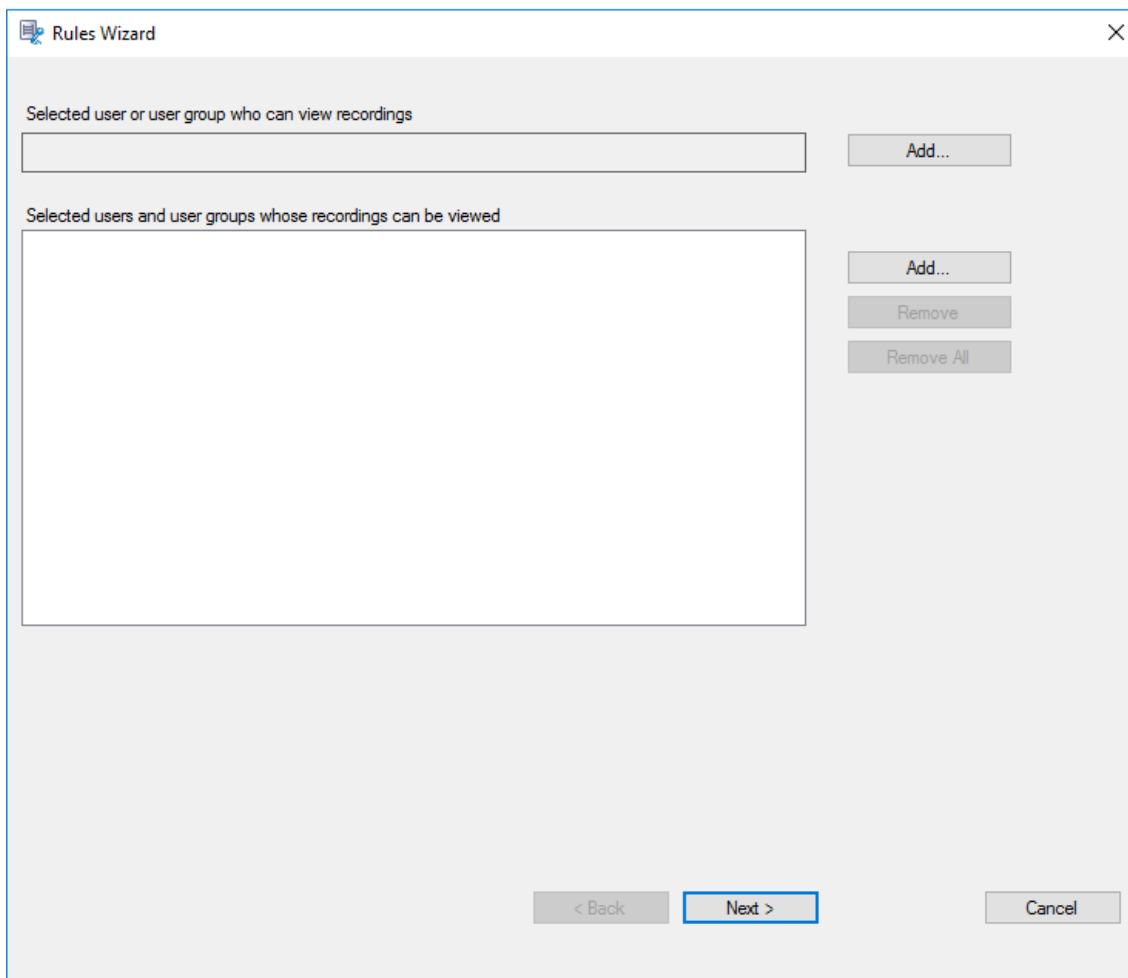 Rules Wizard
Selected user or user group who can view recordings
Add...
Selected users and user groups whose recordings can be viewed
Add...
Remove
Remove All
< Back
Next >
Cancel